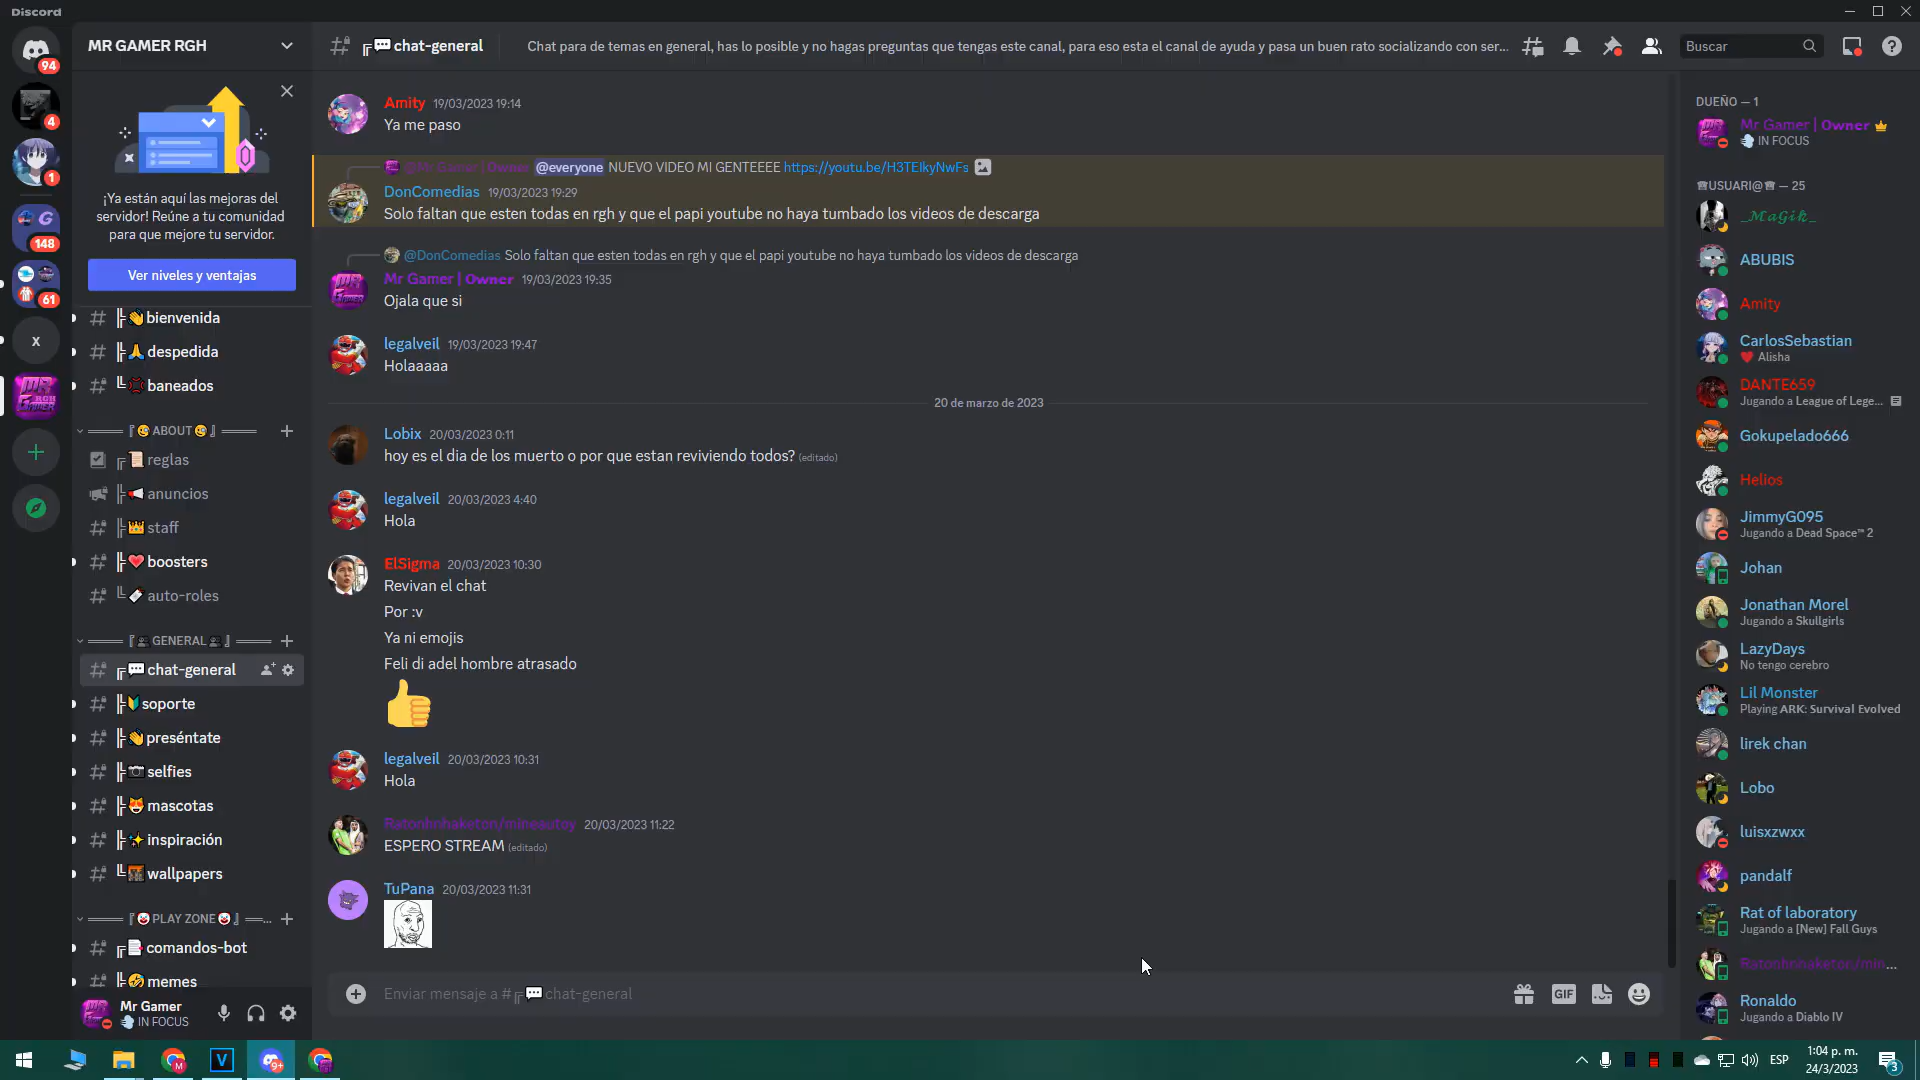 Discord
94
4
1
148
61
x
MR GAMER RGH
¡Ya están aquí las mejoras del
servidor! Reúne a tu comunidad
para que mejore tu servidor.
Ver niveles y ventajas
bienvenida
despedida
baneados
ABOUT
reglas
anuncios
staff
boosters
auto-roles
GENERAL
chat-general
soporte
preséntate
selfies
mascotas
inspiración
wallpapers
PLAY ZONE
comandos-bot
memes
Mr Gamer
IN FOCUS
chat-general
Chat para de temas en general, has lo posible y no hagas preguntas que tengas este canal, para eso esta el canal de ayuda y pasa un buen rato socializando con ser...
Buscar
Amity 19/03/2023 19:14
Ya me paso
@Mr Gamer | Owner @everyone NUEVO VIDEO MI GENTEEEE https://youtu.be/H3TEIkyNwFs
DonComedias 19/03/2023 19:29
Solo faltan que esten todas en rgh y que el papi youtube no haya tumbado los videos de descarga
@DonComedias Solo faltan que esten todas en rgh y que el papi youtube no haya tumbado los videos de descarga
Mr Gamer | Owner 19/03/2023 19:35
Ojala que si
legalveil 19/03/2023 19:47
Holaaaaa
20 de marzo de 2023
Lobix 20/03/2023 0:11
hoy es el dia de los muerto o por que estan reviviendo todos? (editado)
legalveil 20/03/2023 4:40
Hola
ElSigma 20/03/2023 10:30
Revivan el chat
Por :v
Ya ni emojis
Feli di adel hombre atrasado
legalveil 20/03/2023 10:31
Hola
Ratonhnhaketon/mineautoy 20/03/2023 11:22
ESPERO STREAM (editado)
TuPana 20/03/2023 11:31
Enviar mensaje a # chat-general
GIF
DUEÑO — 1
Mr Gamer | Owner
IN FOCUS
USUARI@ — 25
_𝓜𝓪𝓖𝓲𝓴_
ABUBIS
Amity
CarlosSebastian
Alisha
DANTE659
Jugando a League of Lege...
Gokupelado666
Helios
JimmyG095
Jugando a Dead Space™ 2
Johan
Jonathan Morel
Jugando a Skullgirls
LazyDays
No tengo cerebro
Lil Monster
Playing ARK: Survival Evolved
lirek chan
Lobo
luisxzwxx
pandalf
Rat of laboratory
Jugando a [New] Fall Guys
Ratonhnhaketon/min...
Ronaldo
Jugando a Diablo IV
9+
ESP
1:04 p. m.
24/3/2023
3